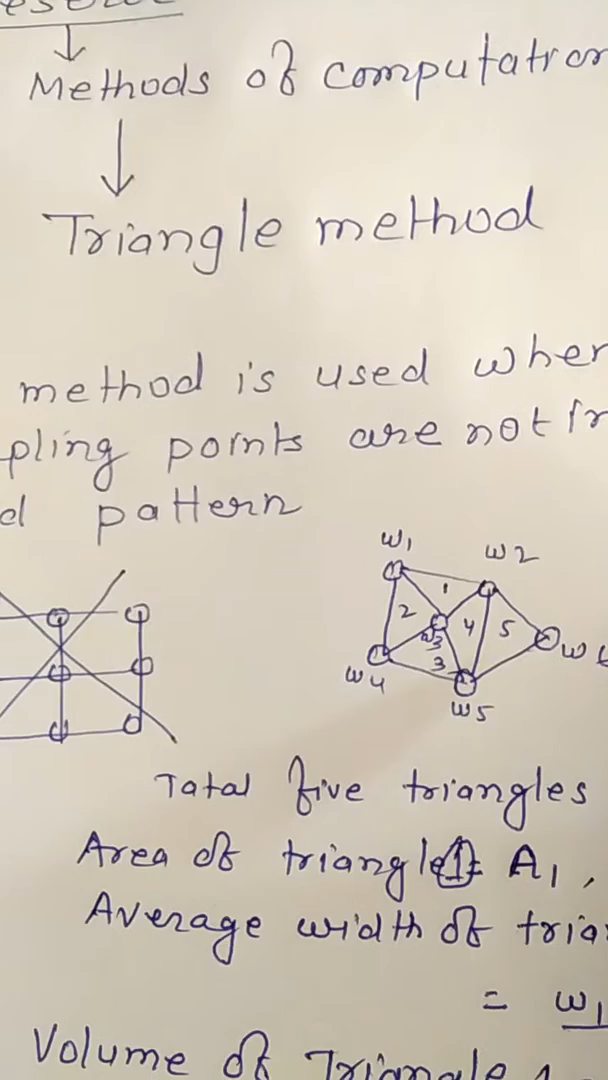 Methods of computation
Triangle method
method is used when
pling points are not in
d pattern
w1
w2
1
2
4
5
w3
3
w4
w5
w6
Tatal five triangles
Area of triangle 1 = A1,
Average width of tria
= w1
Volume of Triangle 1